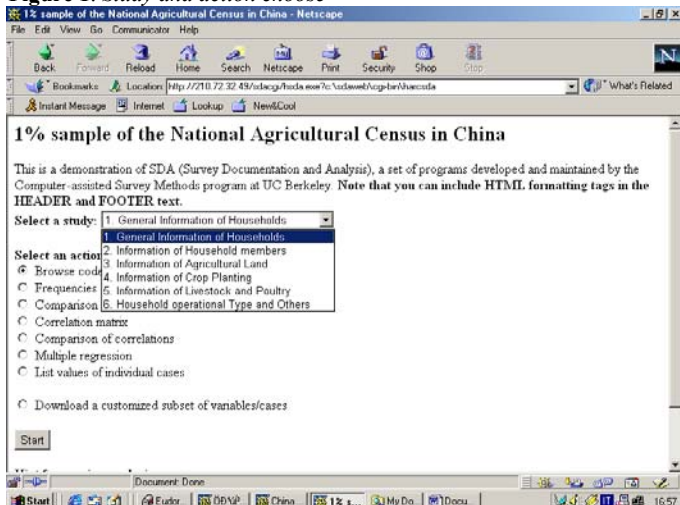 Figure 1. Study and action choose
1% sample of the National Agricultural Census in China - Netscape
File Edit View Go Communicator Help
Back Forward Reload Home Search Netscape Print Security Shop Stop
N
Bookmarks Location: What's Related
Instant Message Internet Lookup New&Cool
1% sample of the National Agricultural Census in China
This is a demonstration of SDA (Survey Documentation and Analysis), a set of programs developed and maintained by the
Computer-assisted Survey Methods program at UC Berkeley. Note that you can include HTML formatting tags in the
HEADER and FOOTER text.
Select a study: 1. General Information of Households
1. General Information of Households
2. Information of Household members
3. Information of Agricultural Land
4. Information of Crop Planting
5. Information of Livestock and Poultry
6. Household operational Type and Others
Select an action
Browse code
Frequencies
Comparison
Correlation matrix
Comparison of correlations
Multiple regression
List values of individual cases
Download a customized subset of variables/cases
Start
Document: Done
Start Eudor... China 1% s... My Do... Docu... 16:57